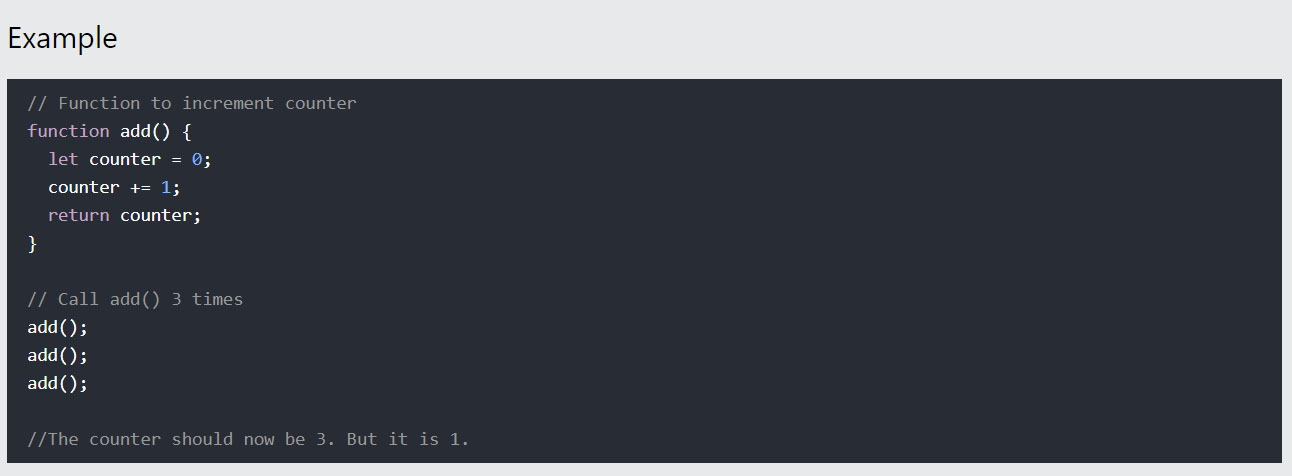 Example
// Function to increment counter
function add() {
  let counter = 0;
  counter += 1;
  return counter;
}
// Call add() 3 times
add();
add();
add();
//The counter should now be 3. But it is 1.